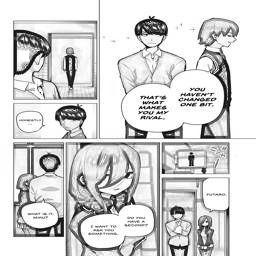 YOU
HAVEN'T
CHANGED
ONE BIT.
THAT'S
WHAT
MAKES
YOU MY
RIVAL.
HONESTLY.
FUTARO.
DO YOU
HAVE A
SECOND?
I WANT TO
ASK YOU
SOMETHING.
WHAT IS IT,
MIKU?